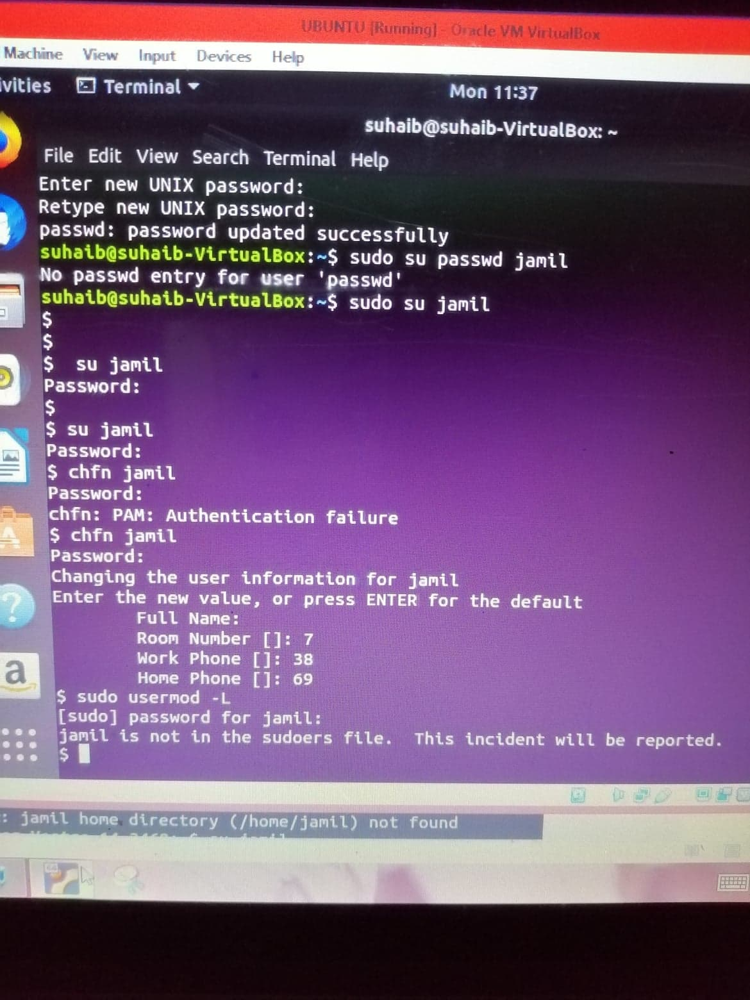 UBUNTU [Running] - Oracle VM VirtualBox
Machine View Input Devices Help
ivities Terminal Mon 11:37
suhaib@suhaib-VirtualBox: ~
File Edit View Search Terminal Help
Enter new UNIX password:
Retype new UNIX password:
passwd: password updated successfully
suhaib@suhaib-VirtualBox:~$ sudo su passwd jamil
No passwd entry for user 'passwd'
suhaib@suhaib-VirtualBox:~$ sudo su jamil
$
$
$  su jamil
Password:
$
$ su jamil
Password:
$ chfn jamil
Password:
chfn: PAM: Authentication failure
$ chfn jamil
Password:
Changing the user information for jamil
Enter the new value, or press ENTER for the default
Full Name:
Room Number []: 7
Work Phone []: 38
Home Phone []: 69
$ sudo usermod -L
[sudo] password for jamil:
jamil is not in the sudoers file.  This incident will be reported.
$
: jamil home directory (/home/jamil) not found